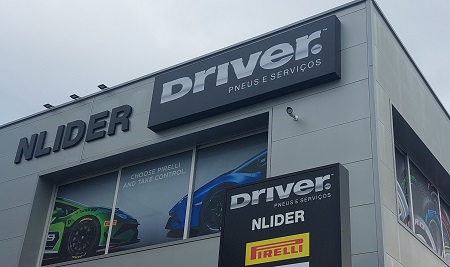 NLIDER
DRIVER.
PNEUS E SERVIÇOS
CHOOSE PIRELLI
AND TAKE CONTROL.
DRIVER.
PNEUS E SERVIÇOS
NLIDER
PIRELLI